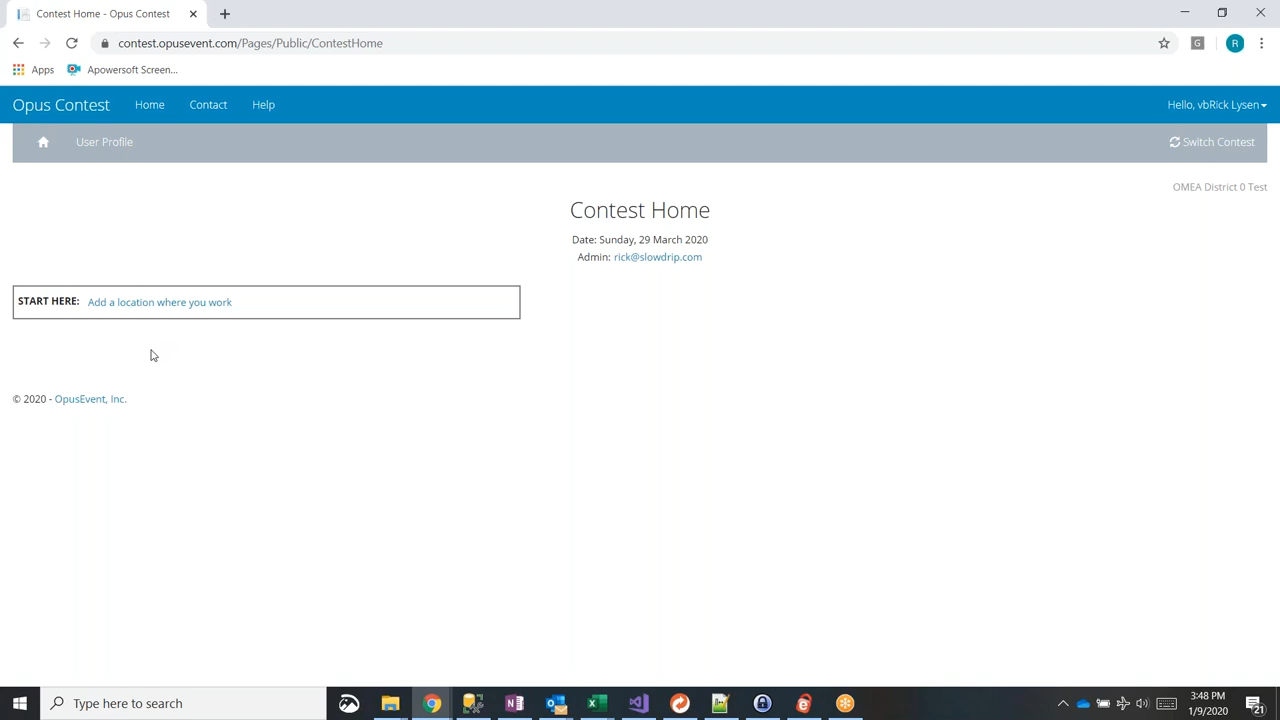 Contest Home - Opus Contest
contest.opusevent.com/Pages/Public/ContestHome
G
R
Apps
Apowersoft Screen...
Opus Contest
Home
Contact
Help
Hello, vbRick Lysen
User Profile
Switch Contest
OMEA District 0 Test
Contest Home
Date: Sunday, 29 March 2020
Admin: rick@slowdrip.com
START HERE: Add a location where you work
© 2020 - OpusEvent, Inc.
Type here to search
3:48 PM
1/9/2020
21